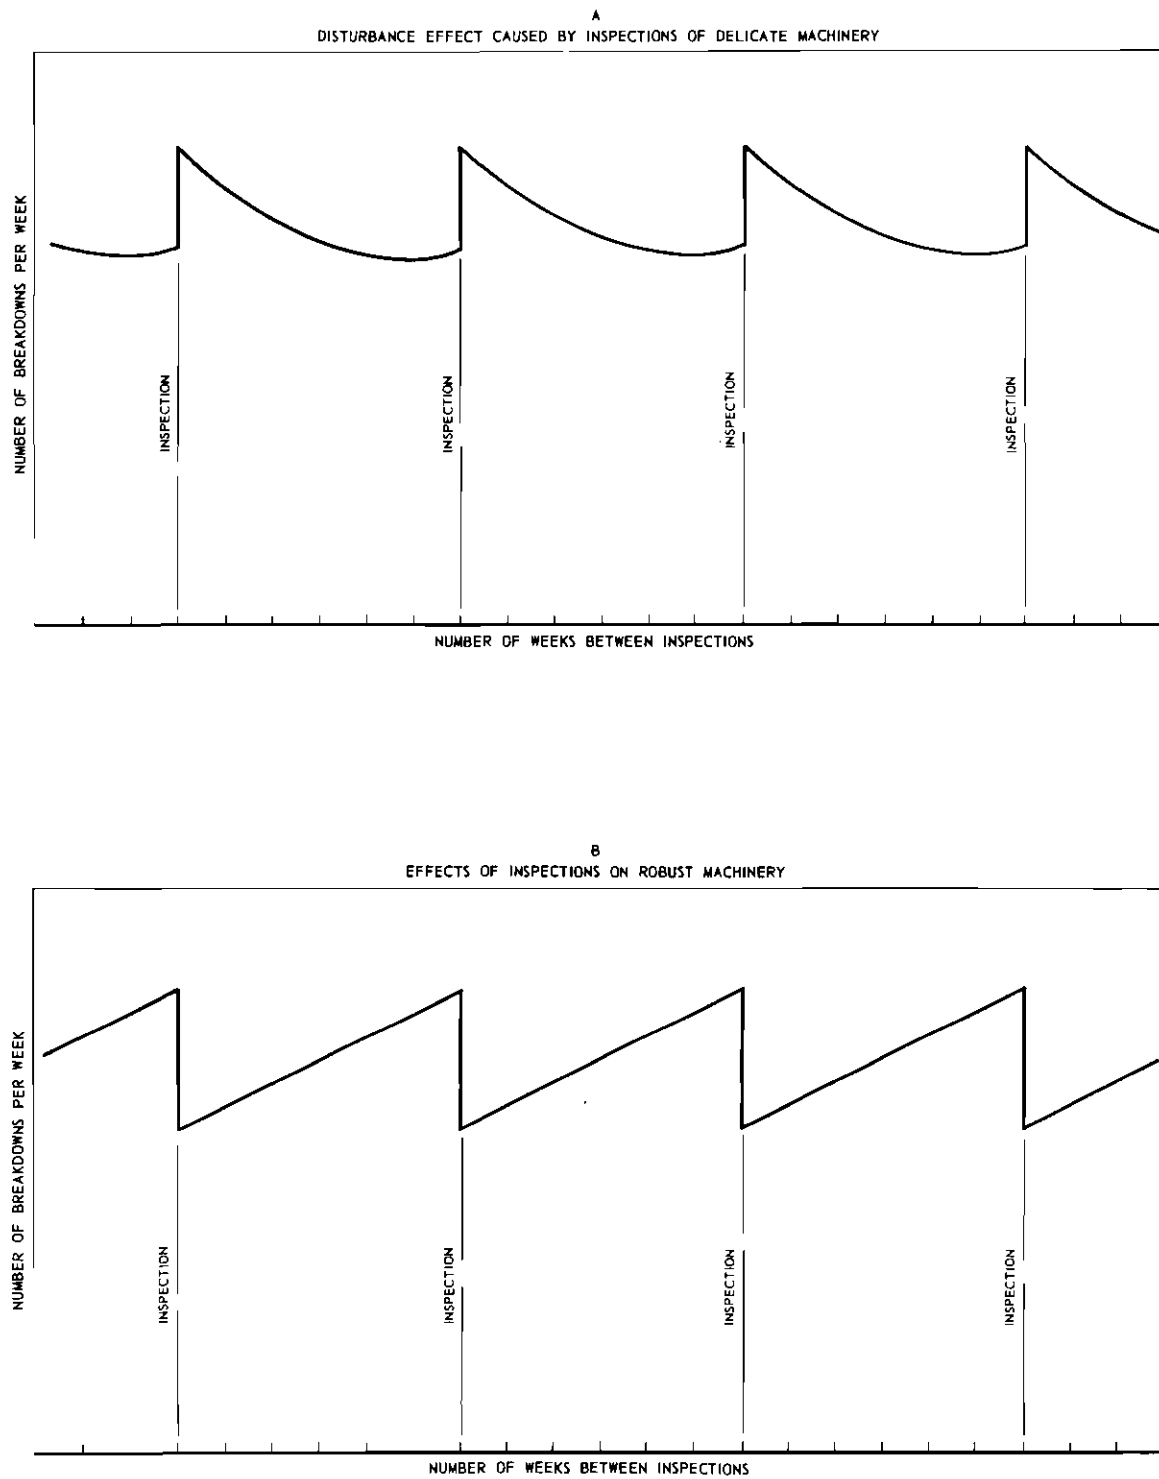 A
DISTURBANCE EFFECT CAUSED BY INSPECTIONS OF DELICATE MACHINERY
NUMBER OF BREAKDOWNS PER WEEK
INSPECTION
INSPECTION
INSPECTION
INSPECTION
NUMBER OF WEEKS BETWEEN INSPECTIONS
B
EFFECTS OF INSPECTIONS ON ROBUST MACHINERY
NUMBER OF BREAKDOWNS PER WEEK
INSPECTION
INSPECTION
INSPECTION
INSPECTION
NUMBER OF WEEKS BETWEEN INSPECTIONS